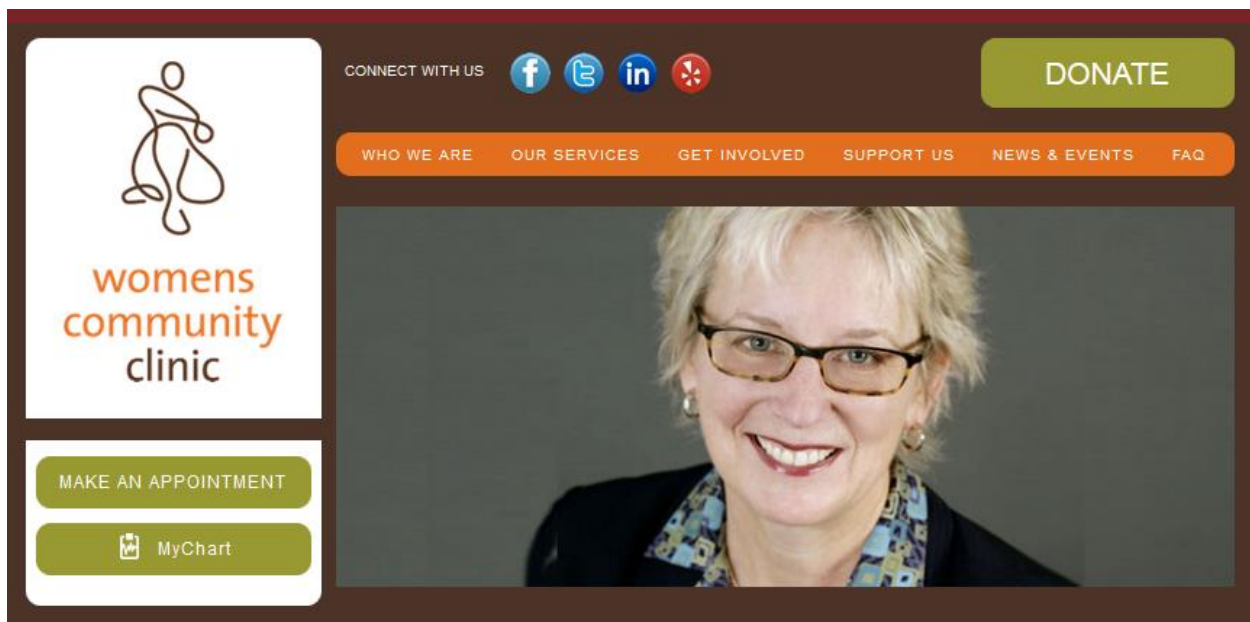 womens
community
clinic
MAKE AN APPOINTMENT
MyChart
CONNECT WITH US f t in
DONATE
WHO WE ARE OUR SERVICES GET INVOLVED SUPPORT US NEWS & EVENTS FAQ